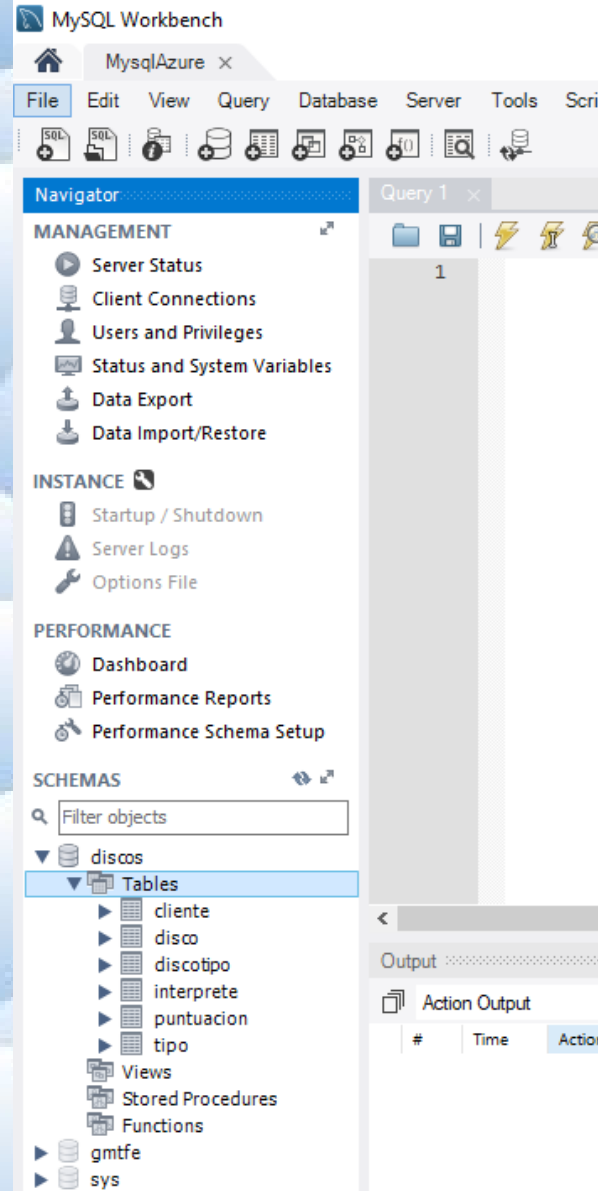 MySQL Workbench
MysqlAzure ×
File Edit View Query Database Server Tools Scri
Navigator
Query 1 ×
MANAGEMENT
Server Status
1
Client Connections
Users and Privileges
Status and System Variables
Data Export
Data Import/Restore
INSTANCE
Startup / Shutdown
Server Logs
Options File
PERFORMANCE
Dashboard
Performance Reports
Performance Schema Setup
SCHEMAS
Filter objects
discos
Tables
cliente
disco
discotipo
interprete
puntuacion
tipo
Views
Stored Procedures
Functions
gmtfe
sys
Output
Action Output
# Time Action